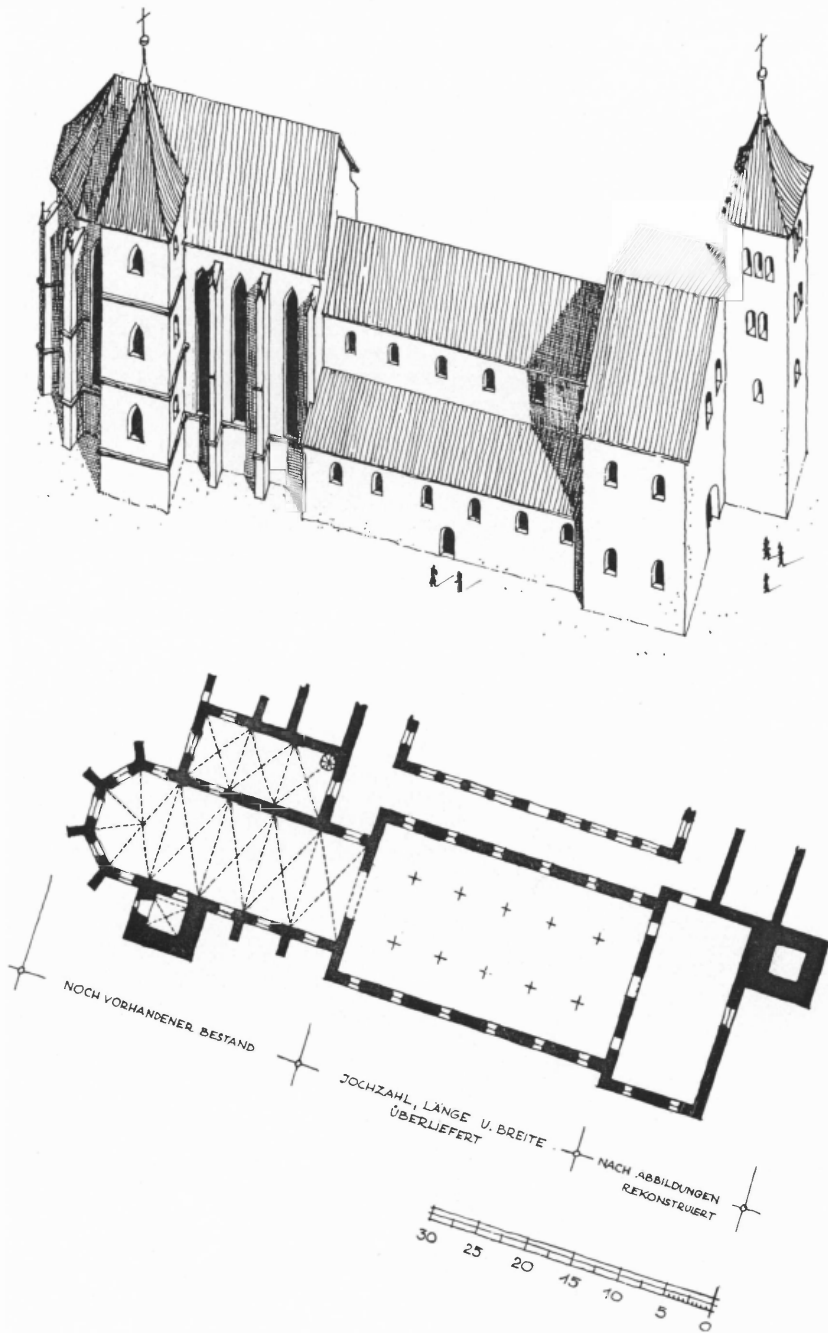 NOCH VORHANDENER BESTAND
JOCHZAHL, LÄNGE U. BREITE
ÜBERLIEFERT
NACH ABBILDUNGEN
REKONSTRUIERT
30 25 20 15 10 5 0